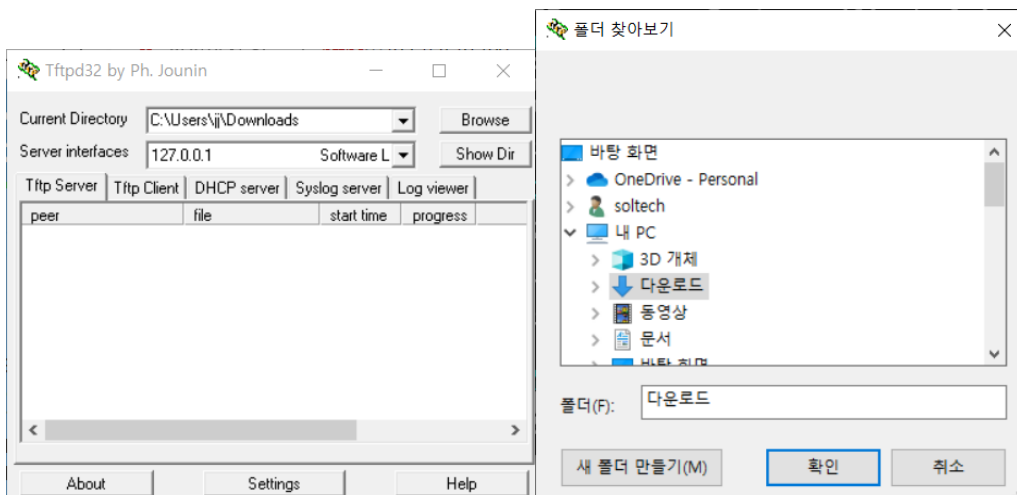 Tftpd32 by Ph. Jounin
Current Directory
C:\Users\jj\Downloads
Browse
Server interfaces
127.0.0.1 Software L
Show Dir
Tftp Server
Tftp Client
DHCP server
Syslog server
Log viewer
peer
file
start time
progress
About
Settings
Help
폴더 찾아보기
바탕 화면
OneDrive - Personal
soltech
내 PC
3D 개체
다운로드
동영상
문서
바탕 화면
폴더(F):
다운로드
새 폴더 만들기(M)
확인
취소